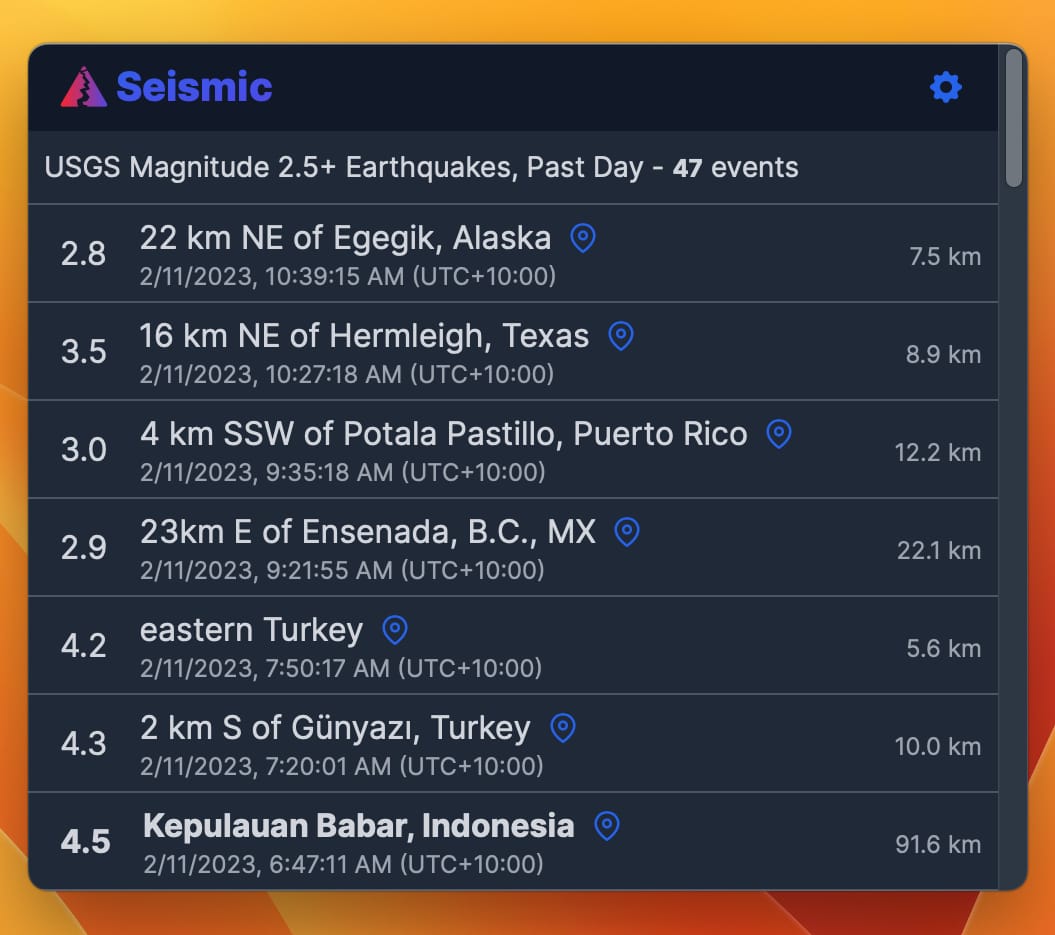 Seismic
USGS Magnitude 2.5+ Earthquakes, Past Day - 47 events
2.8
22 km NE of Egegik, Alaska
2/11/2023, 10:39:15 AM (UTC+10:00)
7.5 km
3.5
16 km NE of Hermleigh, Texas
2/11/2023, 10:27:18 AM (UTC+10:00)
8.9 km
3.0
4 km SSW of Potala Pastillo, Puerto Rico
2/11/2023, 9:35:18 AM (UTC+10:00)
12.2 km
2.9
23km E of Ensenada, B.C., MX
2/11/2023, 9:21:55 AM (UTC+10:00)
22.1 km
4.2
eastern Turkey
2/11/2023, 7:50:17 AM (UTC+10:00)
5.6 km
4.3
2 km S of Günyazı, Turkey
2/11/2023, 7:20:01 AM (UTC+10:00)
10.0 km
4.5
Kepulauan Babar, Indonesia
2/11/2023, 6:47:11 AM (UTC+10:00)
91.6 km